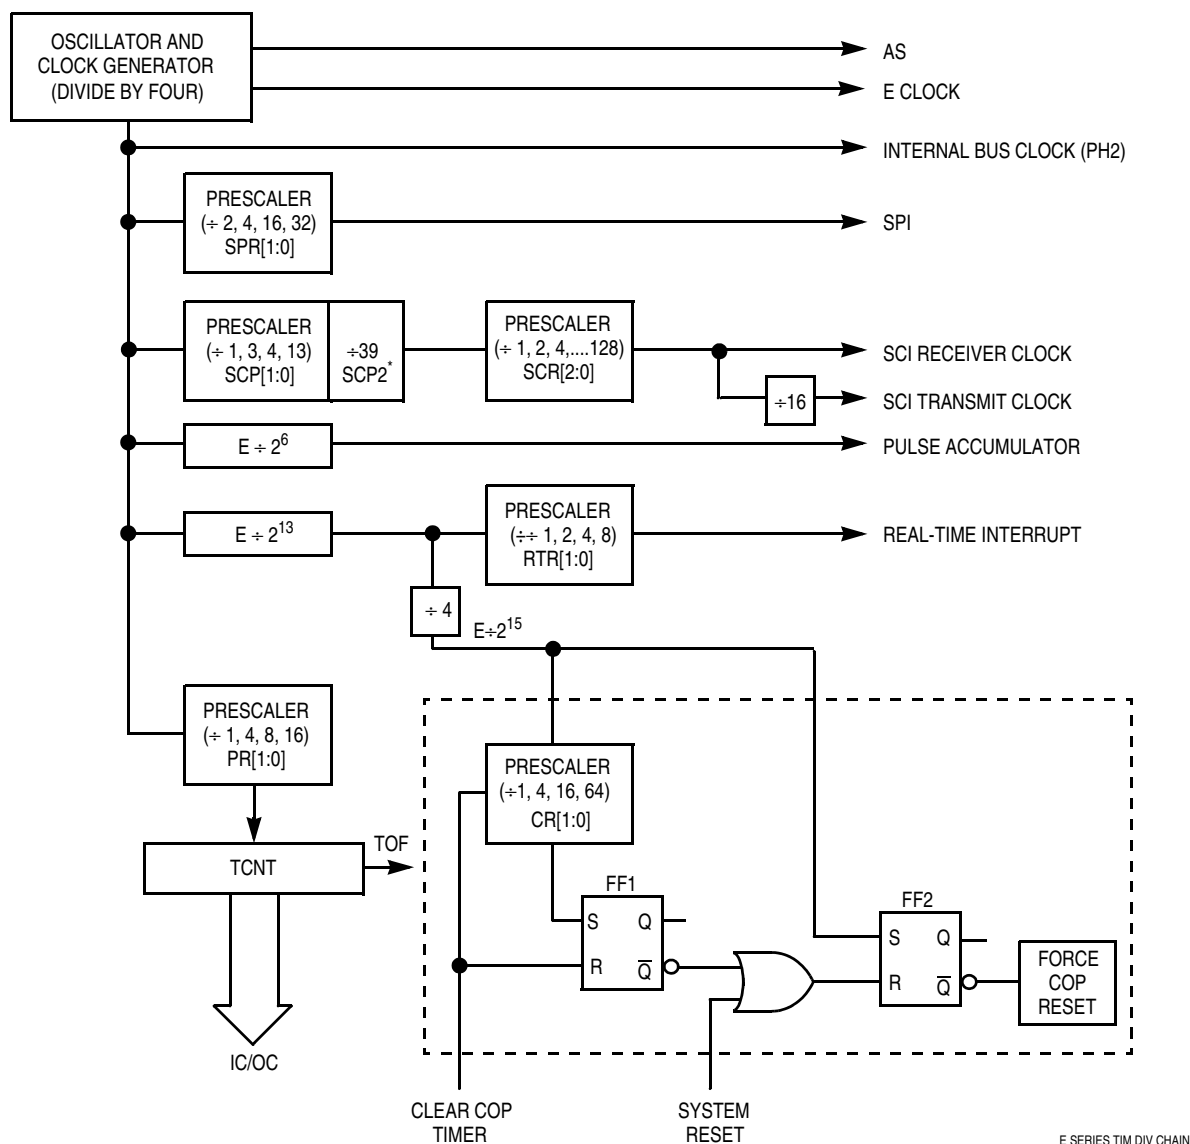 OSCILLATOR AND
CLOCK GENERATOR
(DIVIDE BY FOUR)
AS
E CLOCK
INTERNAL BUS CLOCK (PH2)
PRESCALER
(÷ 2, 4, 16, 32)
SPR[1:0]
SPI
PRESCALER
(÷ 1, 3, 4, 13)
SCP[1:0]
÷39
SCP2*
PRESCALER
(÷ 1, 2, 4,....128)
SCR[2:0]
SCI RECEIVER CLOCK
÷16
SCI TRANSMIT CLOCK
E ÷ 2⁶
PULSE ACCUMULATOR
E ÷ 2¹³
PRESCALER
(÷÷ 1, 2, 4, 8)
RTR[1:0]
REAL-TIME INTERRUPT
÷ 4
E÷2¹⁵
PRESCALER
(÷ 1, 4, 8, 16)
PR[1:0]
PRESCALER
(÷1, 4, 16, 64)
CR[1:0]
TCNT
TOF
FF1
S
Q
R
Q̅
FF2
S
Q
R
Q̅
FORCE
COP
RESET
IC/OC
CLEAR COP
TIMER
SYSTEM
RESET
E SERIES TIM DIV CHAIN